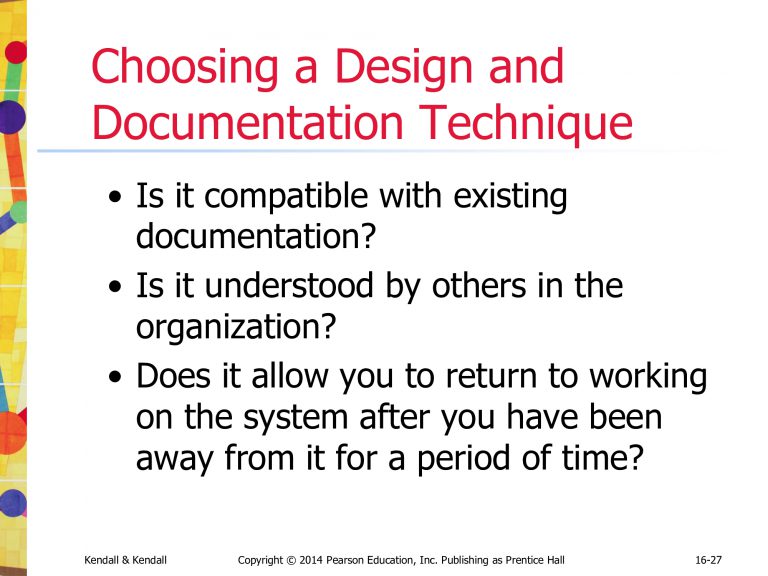 Choosing a Design and
Documentation Technique
• Is it compatible with existing
documentation?
• Is it understood by others in the
organization?
• Does it allow you to return to working
on the system after you have been
away from it for a period of time?
Kendall & Kendall Copyright © 2014 Pearson Education, Inc. Publishing as Prentice Hall 16-27